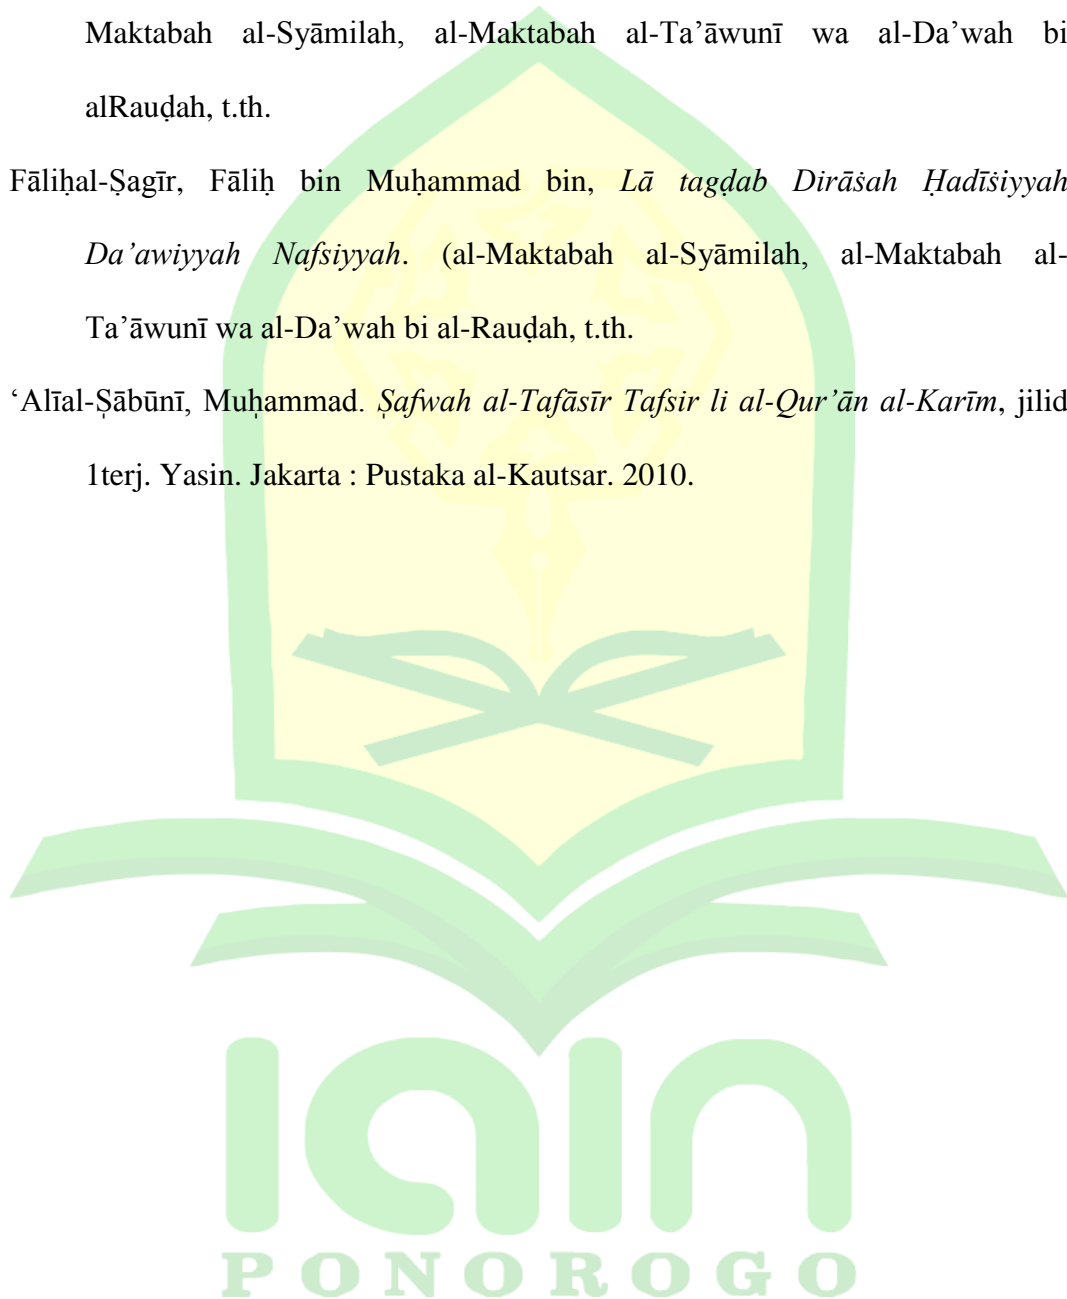 Maktabah al-Syāmilah, al-Maktabah al-Ta’āwunī wa al-Da’wah bi
alRauḍah, t.th.
Fāliḥal-Ṣagīr, Fāliḥ bin Muḥammad bin, Lā tagḍab Dirāṡah Ḥadīṡiyyah
Da’awiyyah Nafsiyyah. (al-Maktabah al-Syāmilah, al-Maktabah al-
Ta’āwunī wa al-Da’wah bi al-Rauḍah, t.th.
‘Alīal-Ṣābūnī, Muḥammad. Ṣafwah al-Tafāsīr Tafsir li al-Qur’ān al-Karīm, jilid
1terj. Yasin. Jakarta : Pustaka al-Kautsar. 2010.
iain
PONOROGO